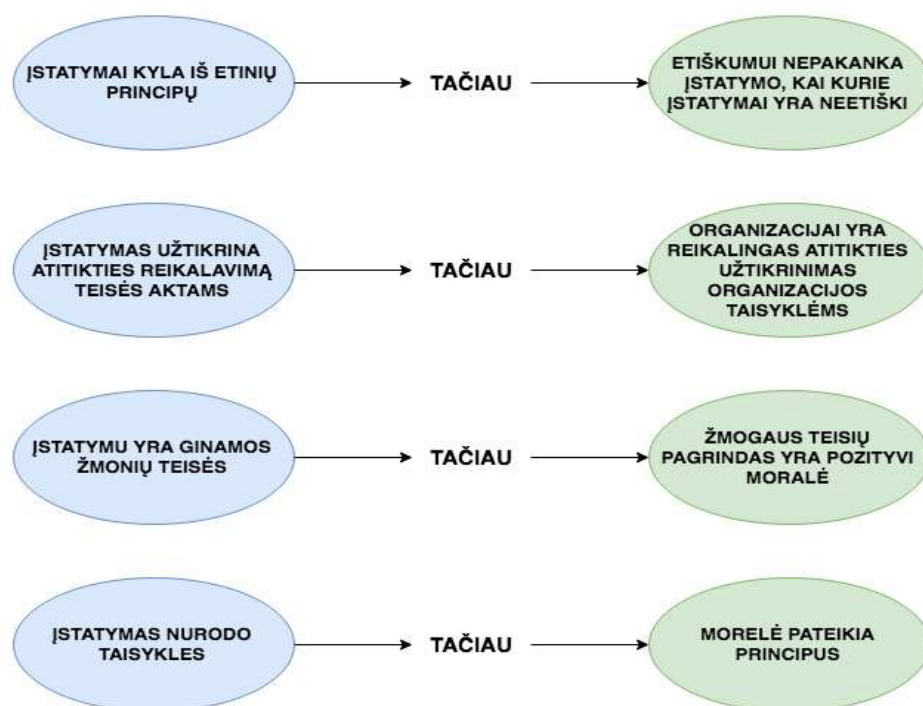 ĮSTATYMAI KYLA IŠ ETINIŲ
PRINCIPŲ
TAČIAU
ETIŠKUMUI NEPAKANKA
ĮSTATYMO, KAI KURIE
ĮSTATYMAI YRA NEETIŠKI
ĮSTATYMAS UŽTIKRINA
ATITIKTIES REIKALAVIMĄ
TEISĖS AKTAMS
TAČIAU
ORGANIZACIJAI YRA
REIKALINGAS ATITIKTIES
UŽTIKRINIMAS
ORGANIZACIJOS
TAISYKLĖMS
ĮSTATYMU YRA GINAMOS
ŽMONIŲ TEISĖS
TAČIAU
ŽMOGAUS TEISIŲ
PAGRINDAS YRA POZITYVI
MORALĖ
ĮSTATYMAS NURODO
TAISYKLES
TAČIAU
MORELĖ PATEIKIA
PRINCIPUS